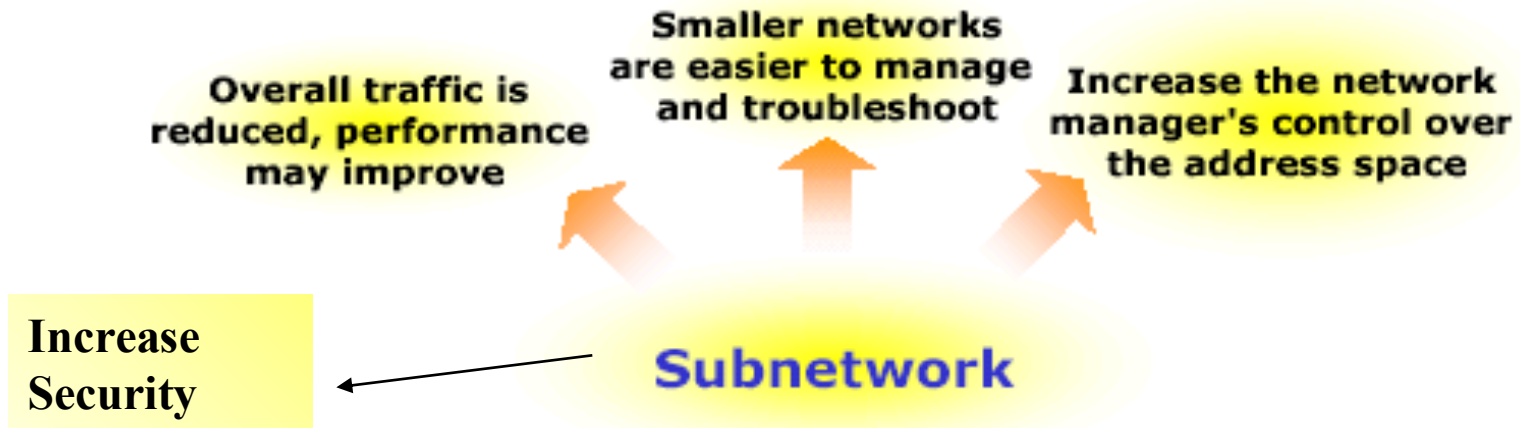 Overall traffic is
reduced, performance
may improve
Smaller networks
are easier to manage
and troubleshoot
Increase the network
manager's control over
the address space
Increase
Security
Subnetwork